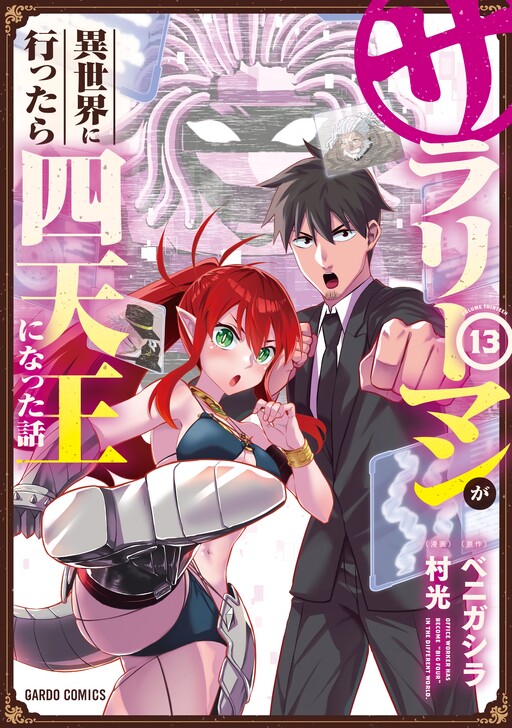 サラリーマンが
異世界に
行ったら
四天王
になった話
VOLUME THIRTEEN
13
〈原作〉
ベニガシラ
〈漫画〉
村光
OFFICE WORKER HAS
BECOME "BIG FOUR"
IN THE DIFFERENT WORLD.
GARDO COMICS